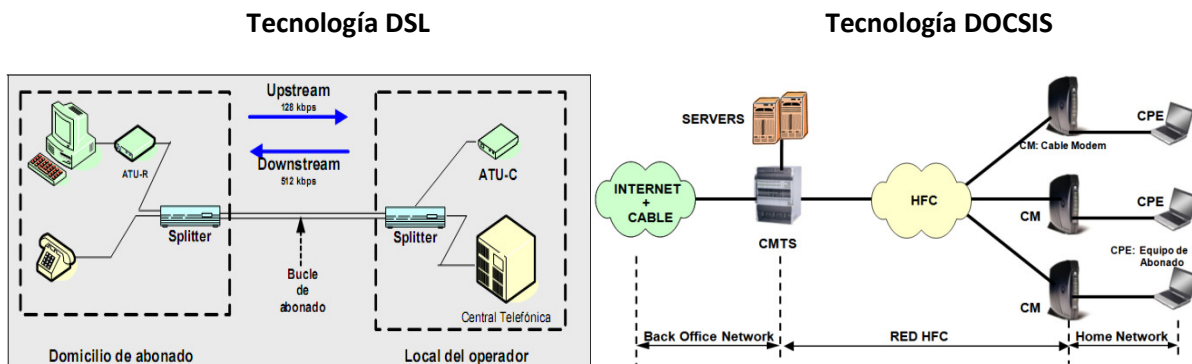 Tecnología DSL
Upstream
128 kbps
Downstream
512 kbps
ATU-R
ATU-C
Splitter
Splitter
Bucle
de
abonado
Central Telefónica
Domicilio de abonado
Local del operador
Tecnología DOCSIS
SERVERS
CPE
CM: Cable Modem
INTERNET
+
CABLE
CMTS
HFC
CPE
CM
CPE: Equipo de
Abonado
CM
Back Office Network
RED HFC
Home Network